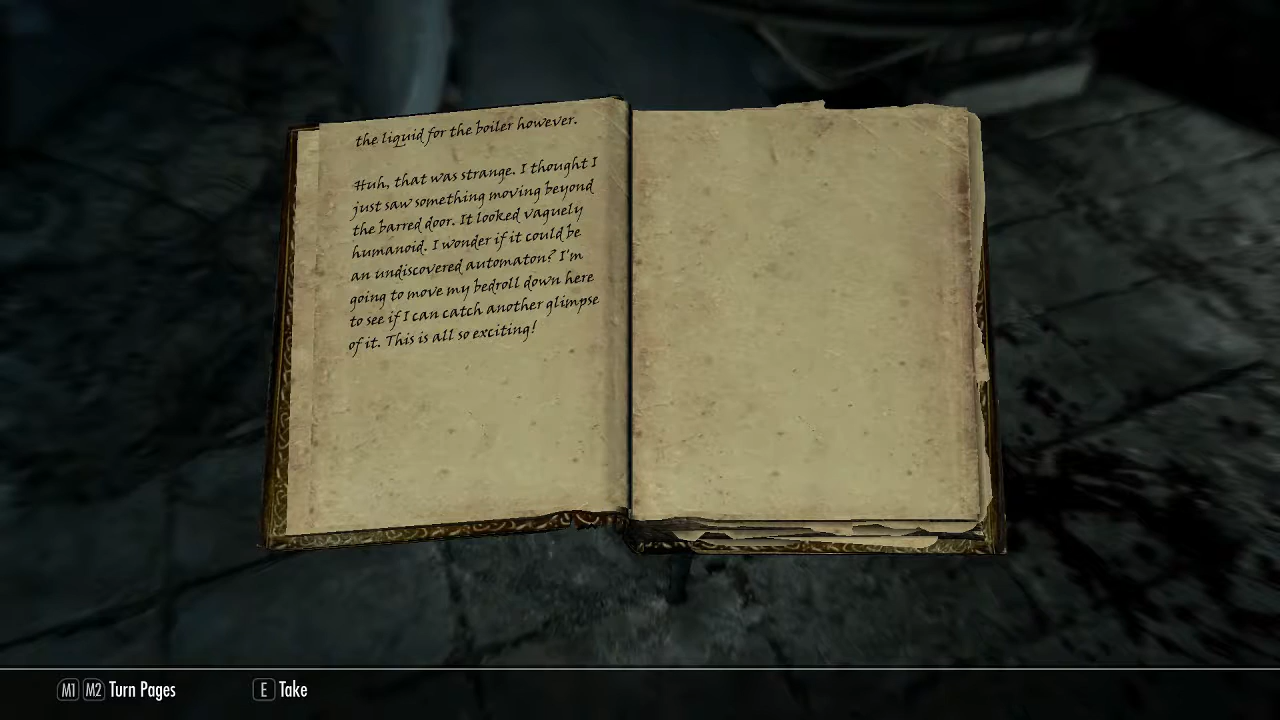 the liquid for the boiler however.
Huh, that was strange. I thought I
just saw something moving beyond
the barred door. It looked vaguely
humanoid. I wonder if it could be
an undiscovered automaton? I'm
going to move my bedroll down here
to see if I can catch another glimpse
of it. This is all so exciting!
M1 M2 Turn Pages
E Take